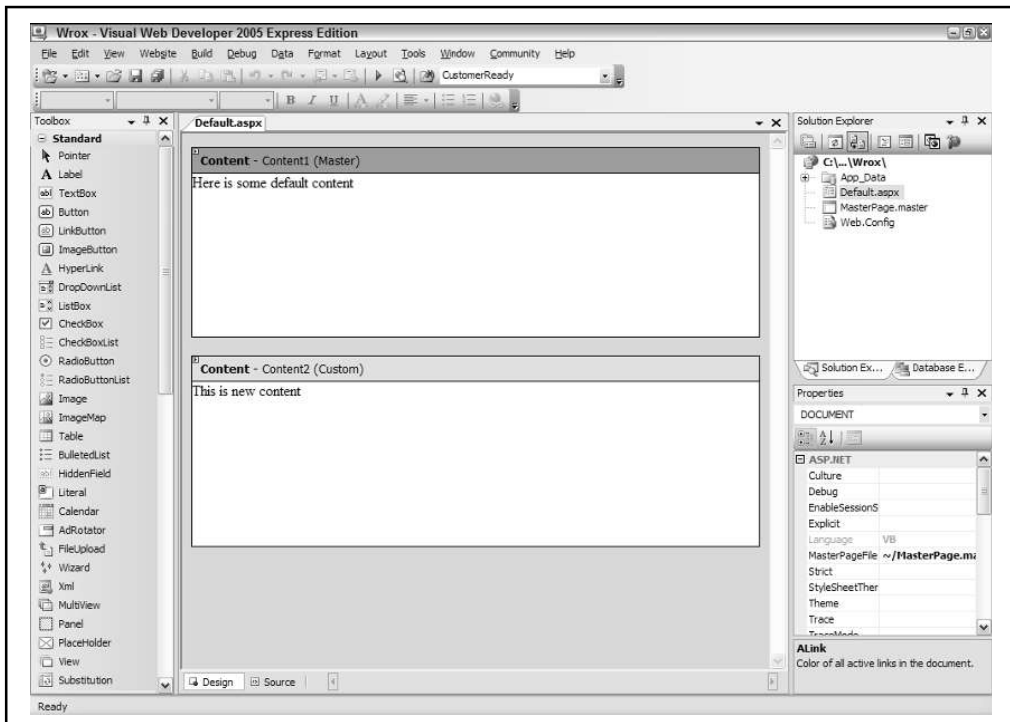 Wrox - Visual Web Developer 2005 Express Edition
File Edit View Website Build Debug Data Format Layout Tools Window Community Help
CustomerReady
B I U A
Toolbox
Standard
Pointer
A Label
abl TextBox
ab Button
ab LinkButton
ImageButton
A HyperLink
DropDownList
ListBox
CheckBox
CheckBoxList
RadioButton
RadioButtonList
Image
ImageMap
Table
BulletedList
abl HiddenField
Literal
Calendar
AdRotator
FileUpload
Wizard
Xml
MultiView
Panel
PlaceHolder
View
Substitution
Default.aspx
Content - Content1 (Master)
Here is some default content
Content - Content2 (Custom)
This is new content
Design Source
Solution Explorer
C:\...\Wrox\
App_Data
Default.aspx
MasterPage.master
Web.Config
Solution Ex... Database E...
Properties
DOCUMENT
ASP.NET
Culture
Debug
EnableSessionS
Explicit
Language VB
MasterPageFile ~/MasterPage.ma
Strict
StyleSheetTher
Theme
Trace
TraceMode
ALink
Color of all active links in the document.
Ready